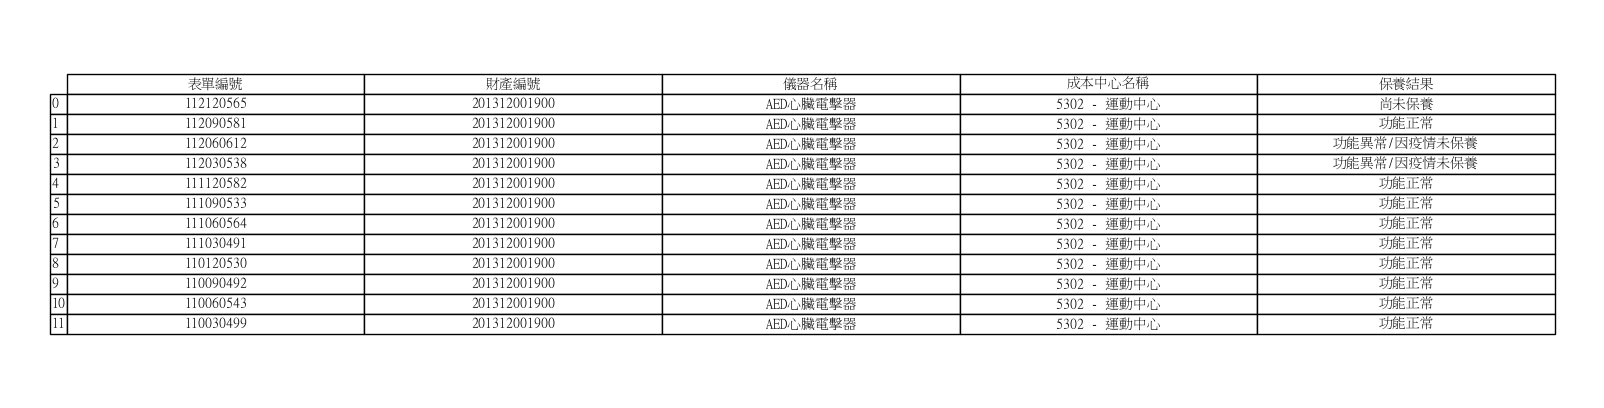 表單編號 財產編號 儀器名稱 成本中心名稱 保養結果
0 112120565 201312001900 AED心臟電擊器 5302 - 運動中心 尚未保養
1 112090581 201312001900 AED心臟電擊器 5302 - 運動中心 功能正常
2 112060612 201312001900 AED心臟電擊器 5302 - 運動中心 功能異常/因疫情未保養
3 112030538 201312001900 AED心臟電擊器 5302 - 運動中心 功能異常/因疫情未保養
4 111120582 201312001900 AED心臟電擊器 5302 - 運動中心 功能正常
5 111090533 201312001900 AED心臟電擊器 5302 - 運動中心 功能正常
6 111060564 201312001900 AED心臟電擊器 5302 - 運動中心 功能正常
7 111030491 201312001900 AED心臟電擊器 5302 - 運動中心 功能正常
8 110120530 201312001900 AED心臟電擊器 5302 - 運動中心 功能正常
9 110090492 201312001900 AED心臟電擊器 5302 - 運動中心 功能正常
10 110060543 201312001900 AED心臟電擊器 5302 - 運動中心 功能正常
11 110030499 201312001900 AED心臟電擊器 5302 - 運動中心 功能正常